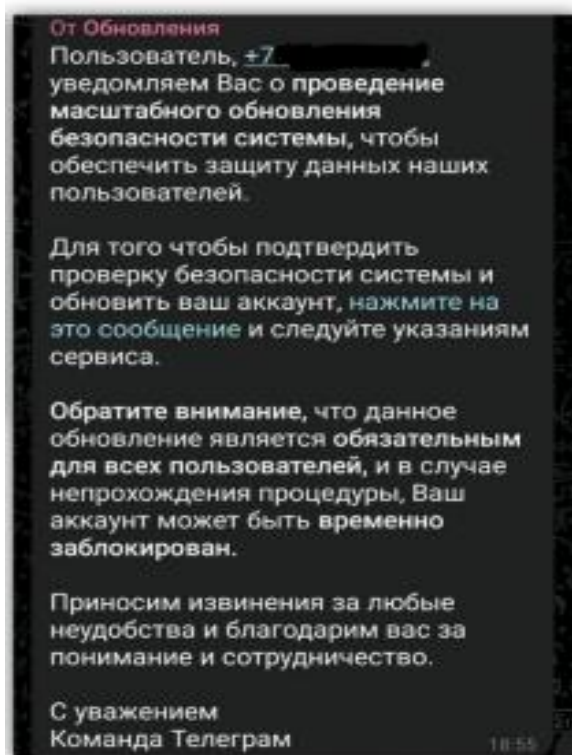 От Обновления
Пользователь, +7
уведомляем Вас о проведение
масштабного обновления
безопасности системы, чтобы
обеспечить защиту данных наших
пользователей.
Для того чтобы подтвердить
проверку безопасности системы и
обновить ваш аккаунт, нажмите на
это сообщение и следуйте указаниям
сервиса.
Обратите внимание, что данное
обновление является обязательным
для всех пользователей, и в случае
непрохождения процедуры, Ваш
аккаунт может быть временно
заблокирован.
Приносим извинения за любые
неудобства и благодарим вас за
понимание и сотрудничество.
С уважением
Команда Телеграм
18:55